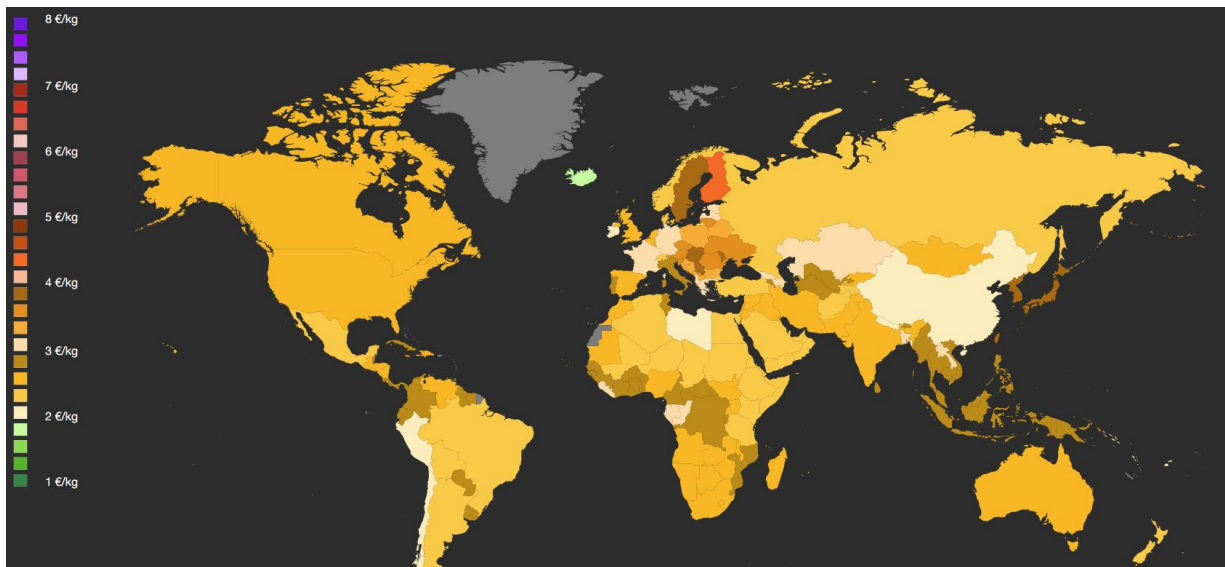 8 €/kg
7 €/kg
6 €/kg
5 €/kg
4 €/kg
3 €/kg
2 €/kg
1 €/kg